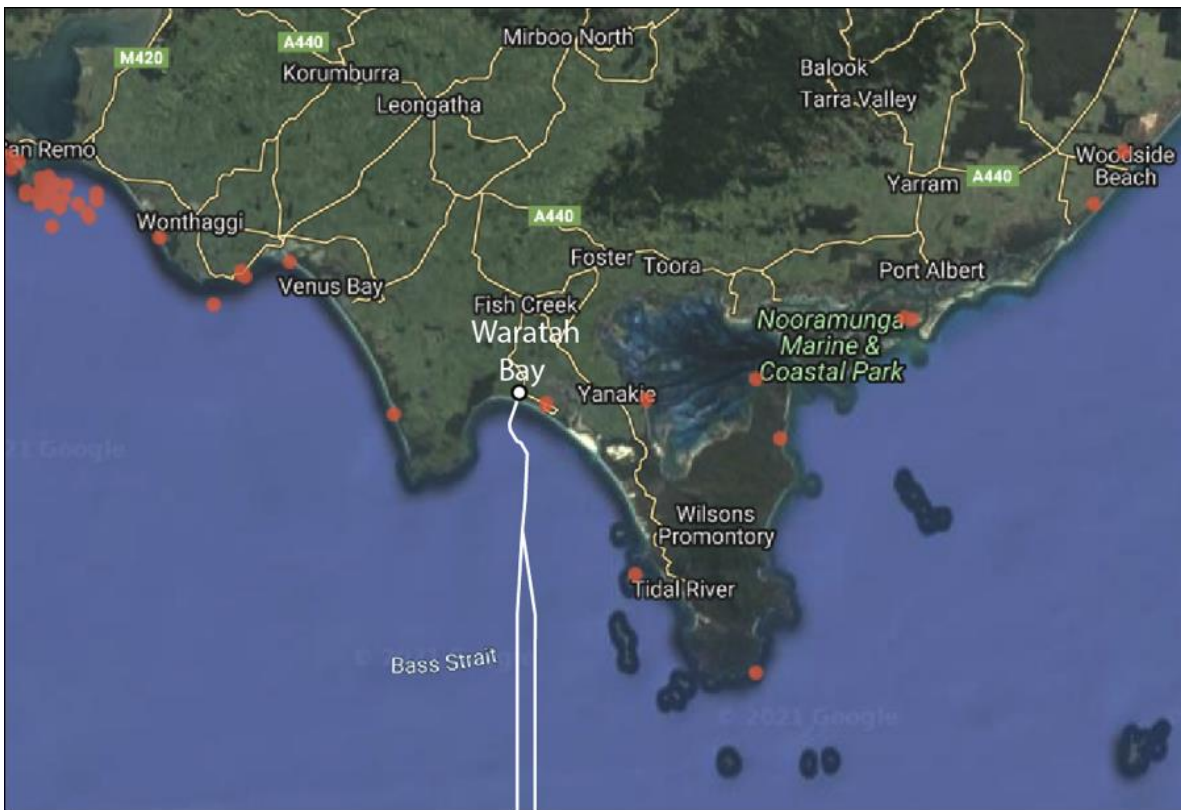 Mirboo North
A440
M420
Korumburra
Balook
Leongatha
Tarra Valley
an Remo
Woodside
Beach
Yarram
A440
Wonthaggi
A440
Foster
Toora
Port Albert
Venus Bay
Fish Creek
Nooramunga
Marine &
Coastal Park
Waratah
Bay
Yanakie
21 Google
Wilsons
Promontory
Tidal River
Bass Strait
© 2021 Google